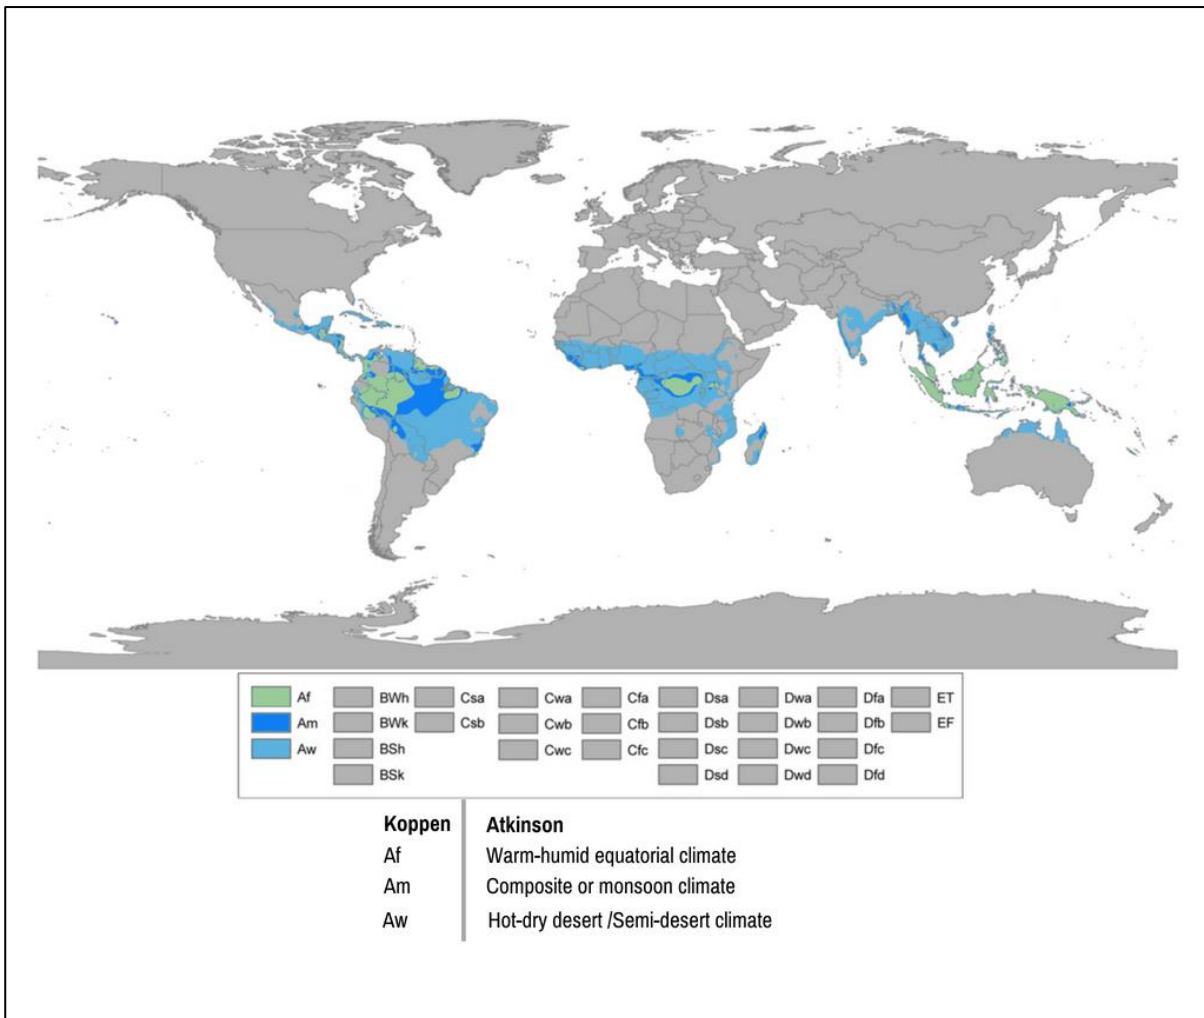 Af BWh Csa Cwa Cfa Dsa Dwa Dfa ET
Am BWk Csb Cwb Cfb Dsb Dwb Dfb EF
Aw BSh Cwc Cfc Dsc Dwc Dfc
BSk Dsd Dwd Dfd
Koppen Atkinson
Af Warm-humid equatorial climate
Am Composite or monsoon climate
Aw Hot-dry desert /Semi-desert climate